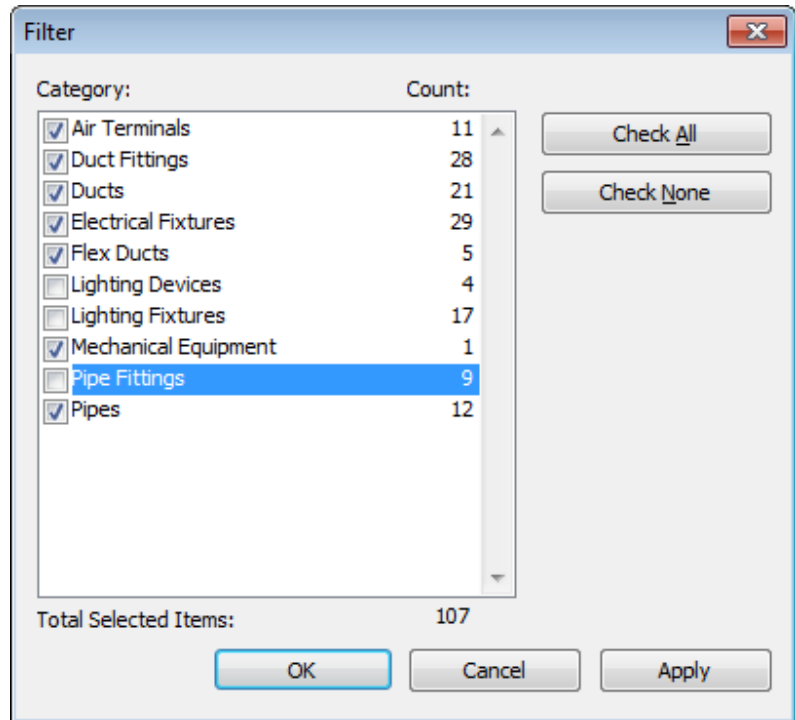 Filter
Category: Count:
Air Terminals 11
Duct Fittings 28
Ducts 21
Electrical Fixtures 29
Flex Ducts 5
Lighting Devices 4
Lighting Fixtures 17
Mechanical Equipment 1
Pipe Fittings 9
Pipes 12
Check All
Check None
Total Selected Items: 107
OK Cancel Apply